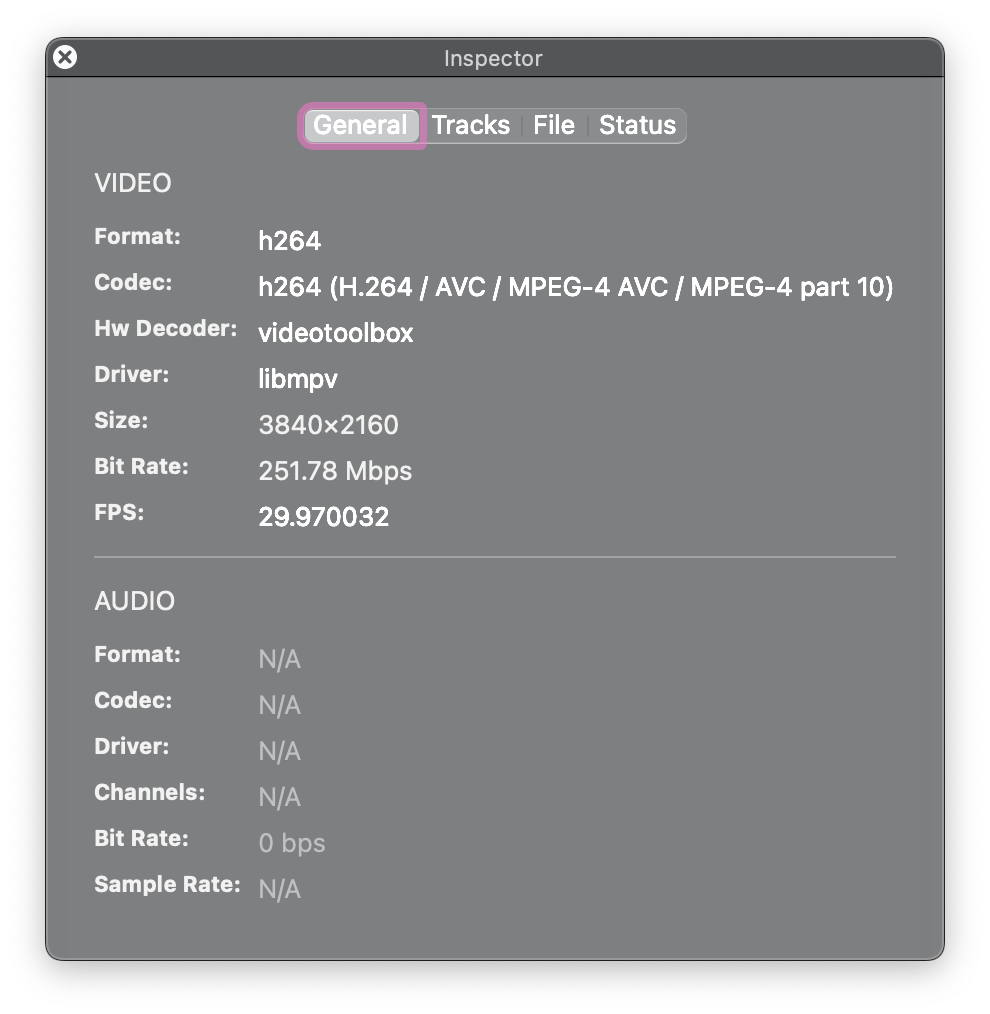 Inspector
General Tracks File Status
VIDEO
Format: h264
Codec: h264 (H.264 / AVC / MPEG-4 AVC / MPEG-4 part 10)
Hw Decoder: videotoolbox
Driver: libmpv
Size: 3840×2160
Bit Rate: 251.78 Mbps
FPS: 29.970032
AUDIO
Format: N/A
Codec: N/A
Driver: N/A
Channels: N/A
Bit Rate: 0 bps
Sample Rate: N/A